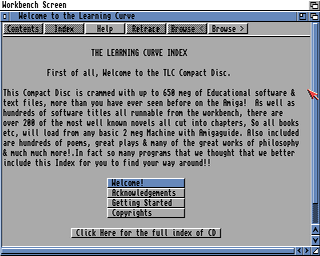 Workbench Screen
Welcome to the Learning Curve
Contents Index Help Retrace Browse < Browse >
THE LEARNING CURVE INDEX
First of all, Welcome to the TLC Compact Disc.
This Compact Disc is crammed with up to 650 meg of Educational software &
text files, more than you have ever seen before on the Amiga!  As well as
hundreds of software titles all runnable from the workbench, there are
over 200 of the most well known novels all cut into chapters, So all books
etc, will load from any basic 2 meg Machine with Amigaguide. Also included
are hundreds of poems, great plays & many of the great works of philosophy
& much much more!.In fact so many programs that we thought that we better
include this Index for you to find your way around!!
Welcome!
Acknowledgements
Getting Started
Copyrights
Click Here for the full index of CD